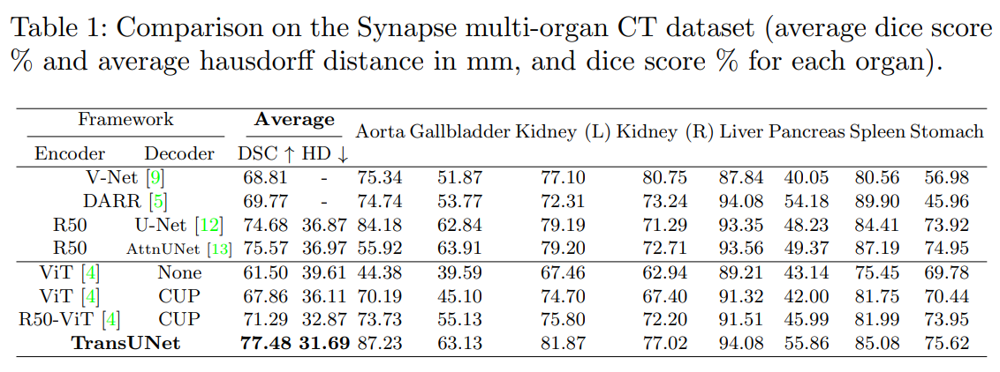 Table 1: Comparison on the Synapse multi-organ CT dataset (average dice score
% and average hausdorff distance in mm, and dice score % for each organ).
Framework Average Aorta Gallbladder Kidney (L) Kidney (R) Liver Pancreas Spleen Stomach
Encoder Decoder DSC ↑ HD ↓
V-Net [9] 68.81 - 75.34 51.87 77.10 80.75 87.84 40.05 80.56 56.98
DARR [5] 69.77 - 74.74 53.77 72.31 73.24 94.08 54.18 89.90 45.96
R50 U-Net [12] 74.68 36.87 84.18 62.84 79.19 71.29 93.35 48.23 84.41 73.92
R50 AttnUNet [13] 75.57 36.97 55.92 63.91 79.20 72.71 93.56 49.37 87.19 74.95
ViT [4] None 61.50 39.61 44.38 39.59 67.46 62.94 89.21 43.14 75.45 69.78
ViT [4] CUP 67.86 36.11 70.19 45.10 74.70 67.40 91.32 42.00 81.75 70.44
R50-ViT [4] CUP 71.29 32.87 73.73 55.13 75.80 72.20 91.51 45.99 81.99 73.95
TransUNet 77.48 31.69 87.23 63.13 81.87 77.02 94.08 55.86 85.08 75.62